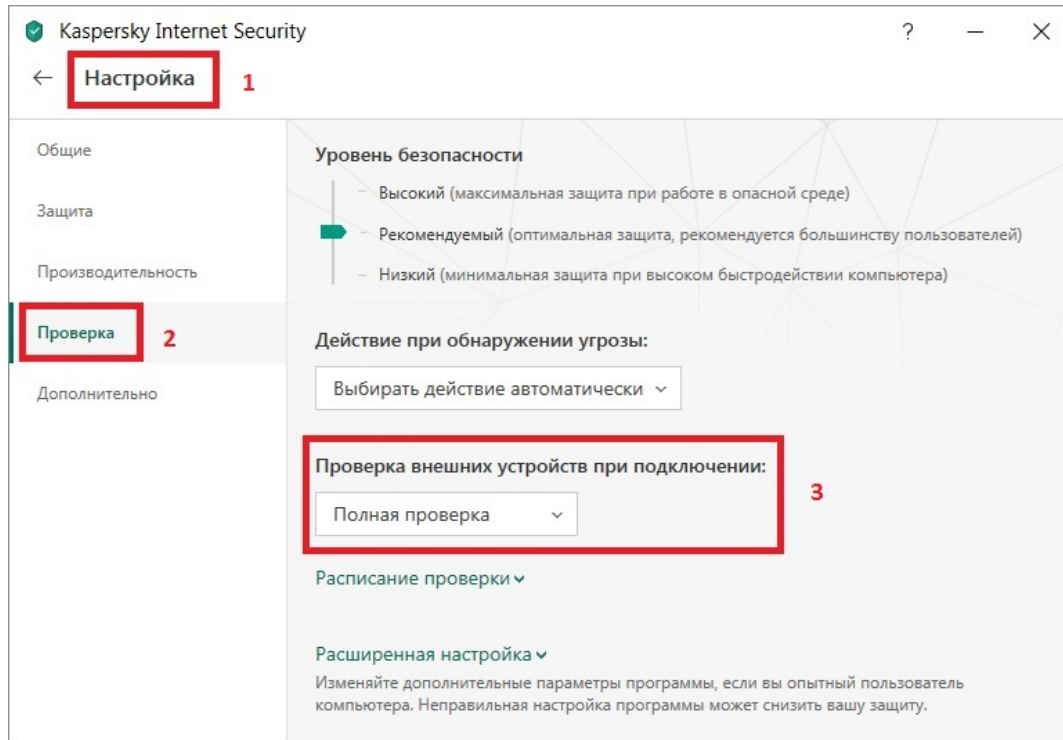 Kaspersky Internet Security
?
Настройка 1
Общие
Защита
Производительность
Проверка 2
Дополнительно
Уровень безопасности
Высокий (максимальная защита при работе в опасной среде)
Рекомендуемый (оптимальная защита, рекомендуется большинству пользователей)
Низкий (минимальная защита при высоком быстродействии компьютера)
Действие при обнаружении угрозы:
Выбирать действие автоматически
Проверка внешних устройств при подключении:
Полная проверка
3
Расписание проверки
Расширенная настройка
Изменяйте дополнительные параметры программы, если вы опытный пользователь
компьютера. Неправильная настройка программы может снизить вашу защиту.